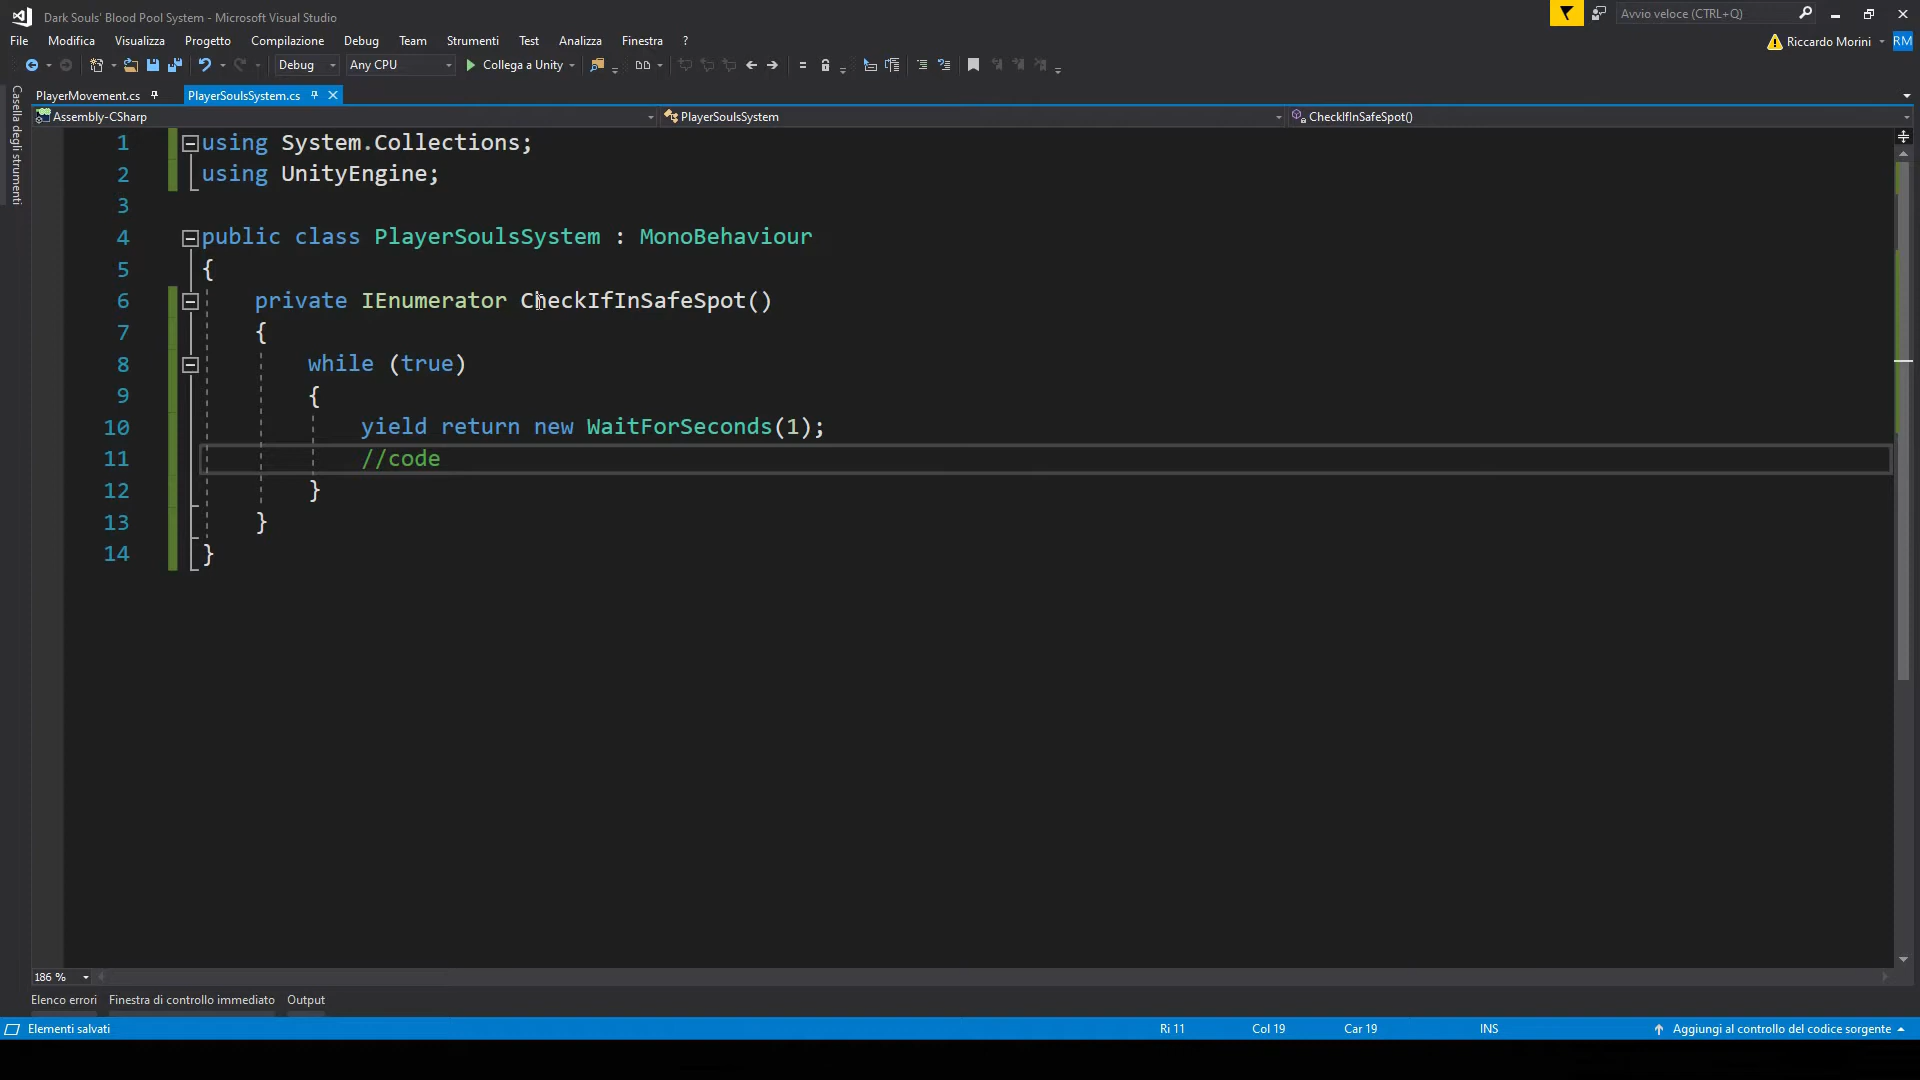 Dark Souls' Blood Pool System - Microsoft Visual Studio
Avvio veloce (CTRL+Q)
File Modifica Visualizza Progetto Compilazione Debug Team Strumenti Test Analizza Finestra ?
Riccardo Morini RM
Debug Any CPU Collega a Unity
PlayerMovement.cs PlayerSoulsSystem.cs
Casella degli strumenti
Assembly-CSharp PlayerSoulsSystem CheckIfInSafeSpot()
1 using System.Collections;
2 using UnityEngine;
3
4 public class PlayerSoulsSystem : MonoBehaviour
5 {
6 private IEnumerator CheckIfInSafeSpot()
7 {
8 while (true)
9 {
10 yield return new WaitForSeconds(1);
11 //code
12 }
13 }
14 }
186 %
Elenco errori Finestra di controllo immediato Output
Elementi salvati Ri 11 Col 19 Car 19 INS Aggiungi al controllo del codice sorgente